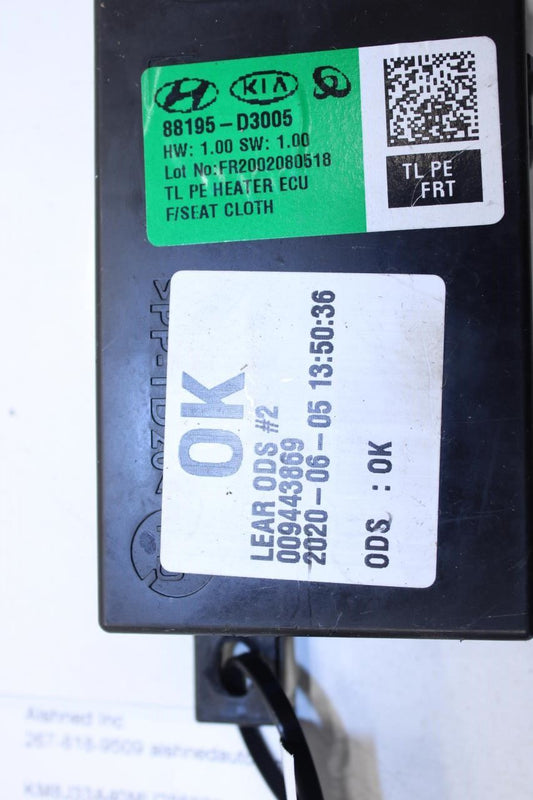 HYUNDAI KIA
88195-D3005
HW: 1.00 SW: 1.00
Lot No:FR2002080518
TL PE HEATER ECU
F/SEAT CLOTH
TL PE
FRT
OK
LEAR ODS #2
009443869
2020-06-05 13:50:36
ODS : OK
Aishned Inc
267-818-9509 aishnedauto